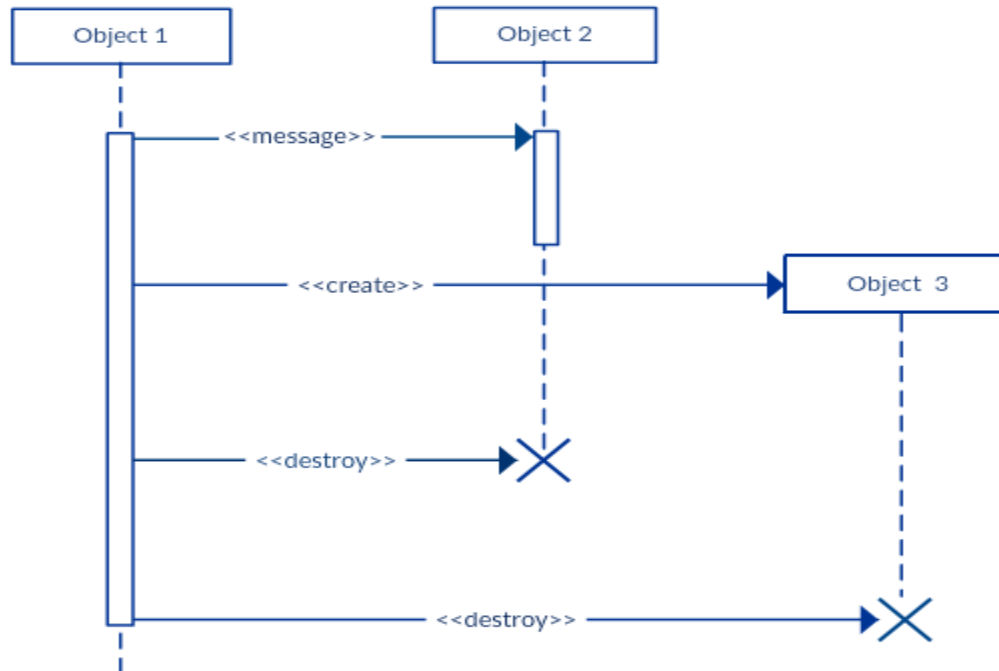 Object 1
Object 2
<<message>>
<<create>>
Object 3
<<destroy>>
<<destroy>>